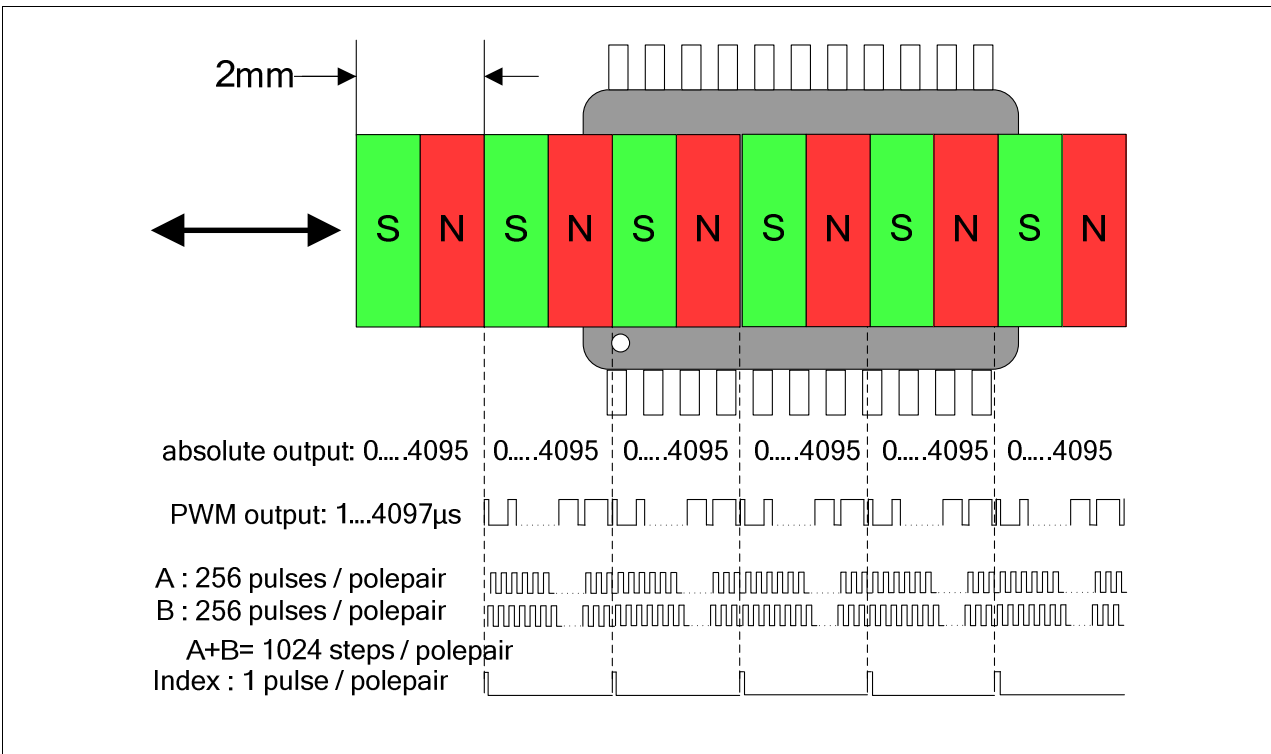 2mm
S N S N S N S N S N S N
absolute output: 0.....4095 0.....4095 0.....4095 0.....4095 0.....4095 0.....4095
PWM output: 1....4097µs
A : 256 pulses / polepair
B : 256 pulses / polepair
A+B= 1024 steps / polepair
Index : 1 pulse / polepair